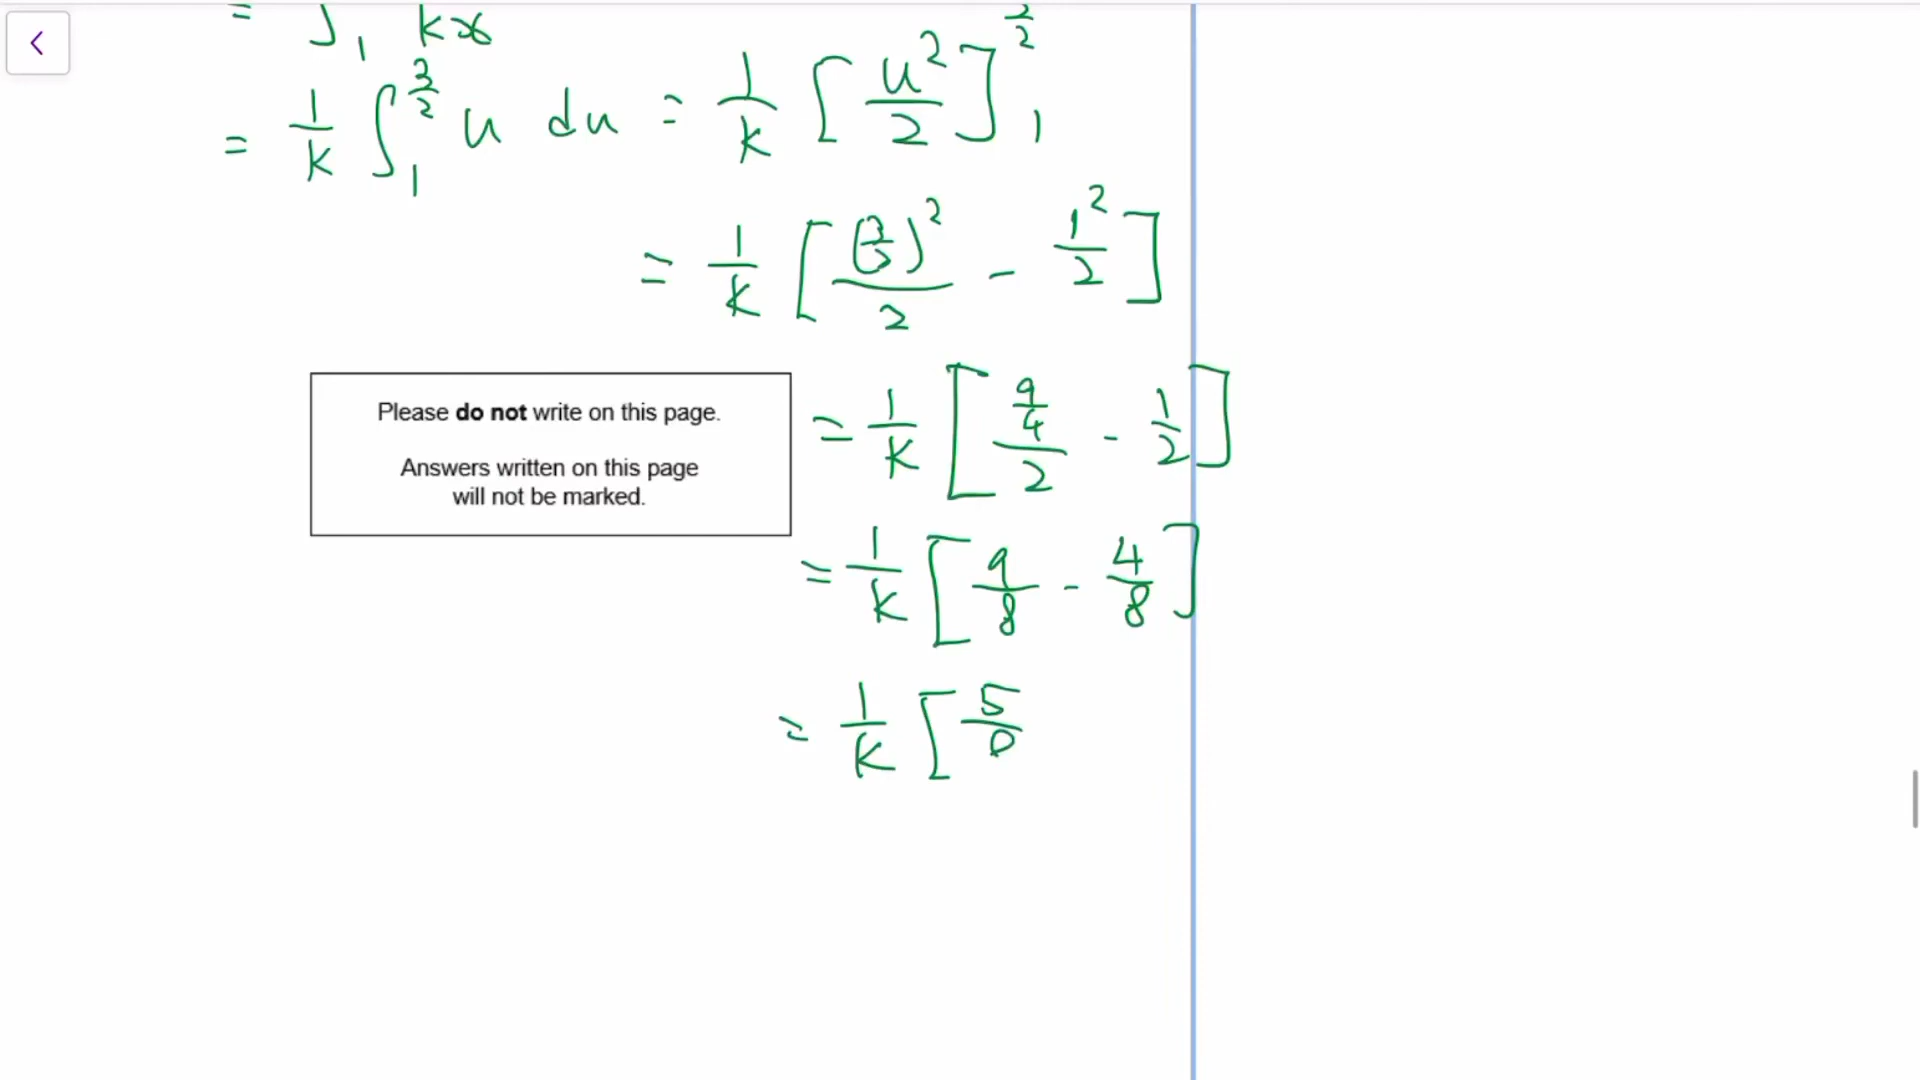 = ∫₁ kx
= 1/k ∫₁^(3/2) u du = 1/k [u²/2]₁^(3/2)
= 1/k [(3/2)²/2 - 1²/2]
Please do not write on this page.
Answers written on this page
will not be marked.
= 1/k [(9/4)/2 - 1/2]
= 1/k [9/8 - 4/8]
= 1/k [5/